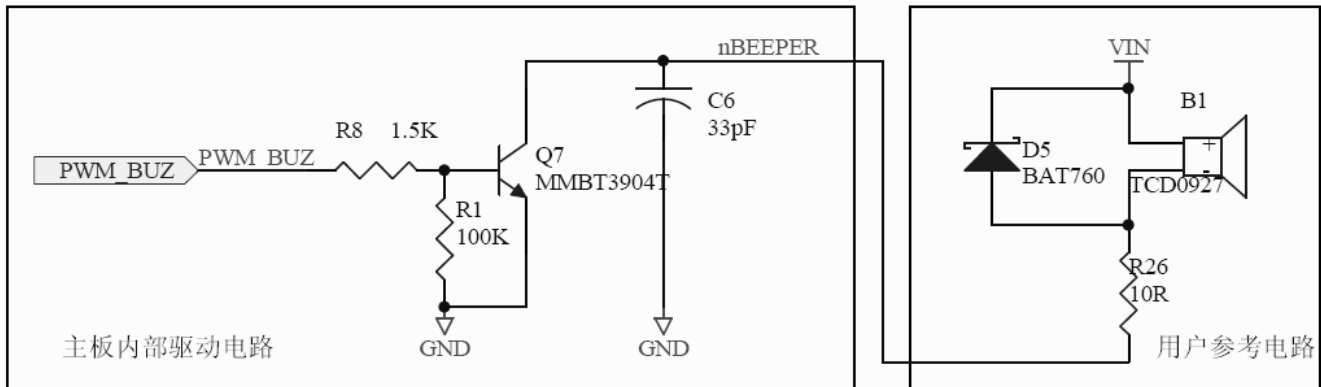 nBEEPER
VIN
C6
33pF
B1
R8 1.5K
PWM_BUZ
PWM_BUZ
Q7
MMBT3904T
D5
BAT760
+
-
TCD0927
R1
100K
R26
10R
GND
GND
主板内部驱动电路
用户参考电路